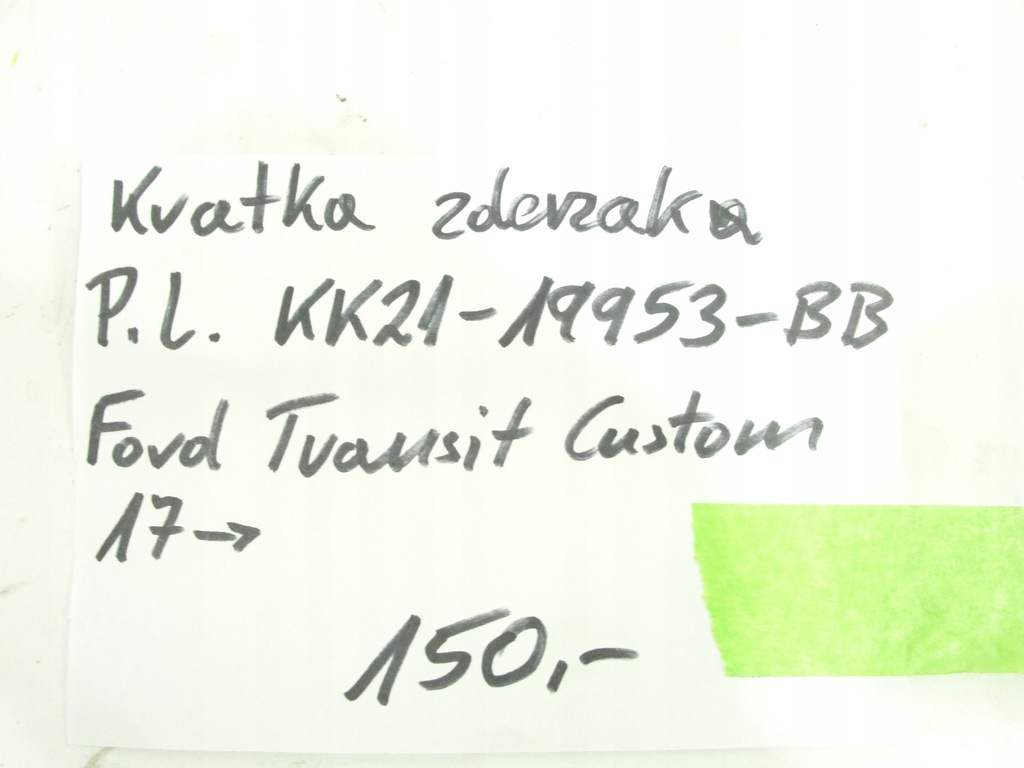 Kratka zderzaka
P.L. KK21-19953-BB
Ford Transit Custom
17→
150,-